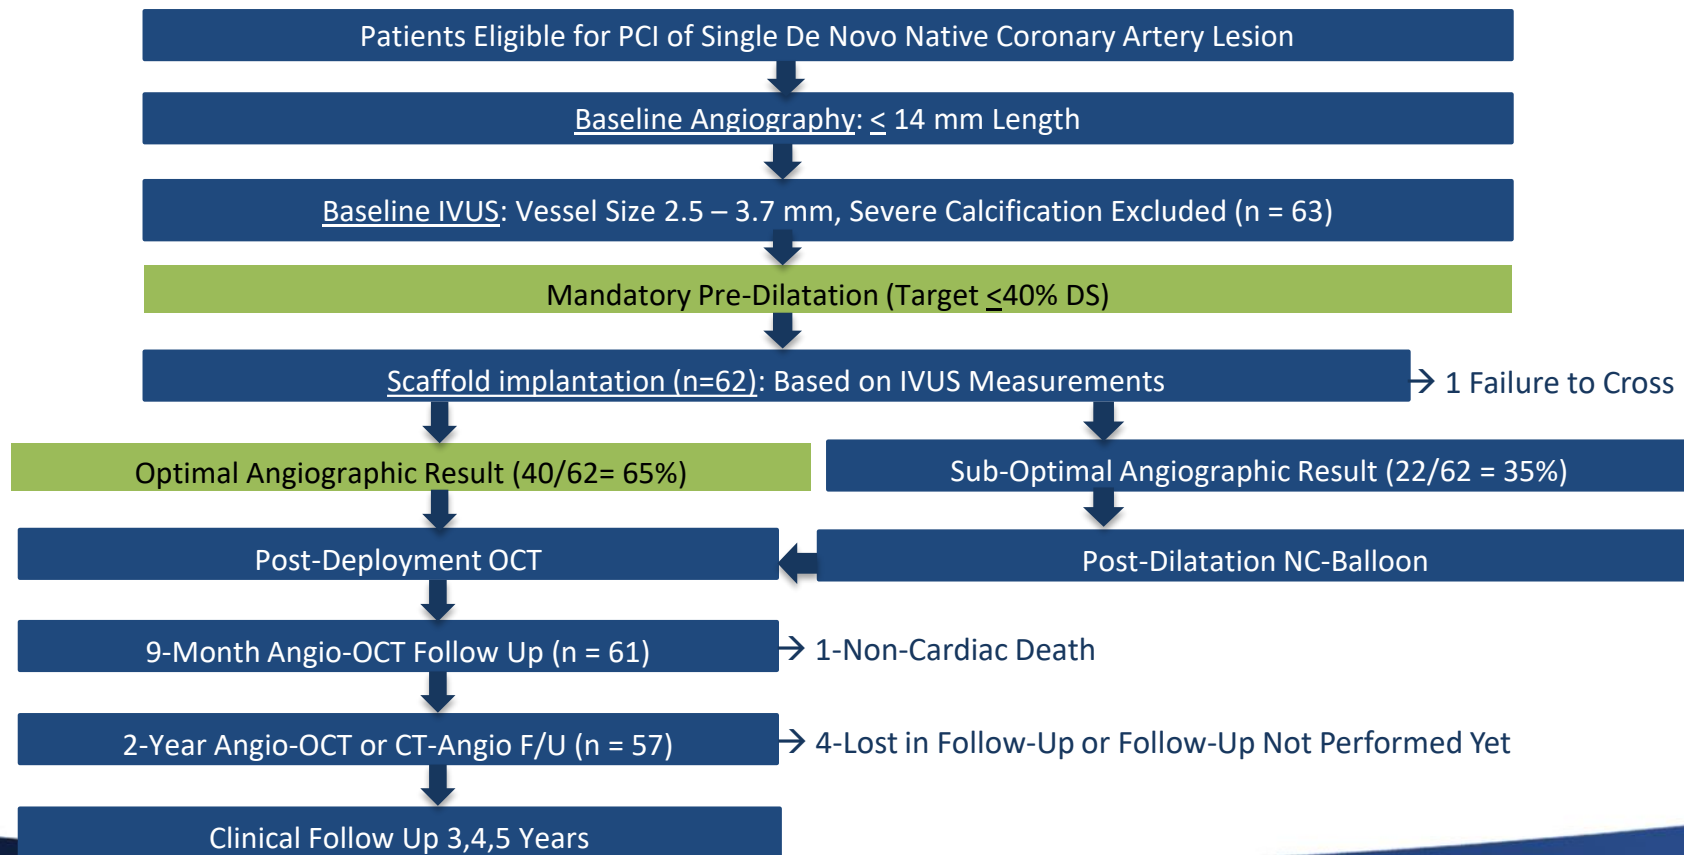 Patients Eligible for PCI of Single De Novo Native Coronary Artery Lesion
Baseline Angiography: ≤ 14 mm Length
Baseline IVUS: Vessel Size 2.5 – 3.7 mm, Severe Calcification Excluded (n = 63)
Mandatory Pre-Dilatation (Target ≤40% DS)
Scaffold implantation (n=62): Based on IVUS Measurements
→ 1 Failure to Cross
Optimal Angiographic Result (40/62= 65%)
Sub-Optimal Angiographic Result (22/62 = 35%)
Post-Deployment OCT
Post-Dilatation NC-Balloon
9-Month Angio-OCT Follow Up (n = 61)
→ 1-Non-Cardiac Death
2-Year Angio-OCT or CT-Angio F/U (n = 57)
→ 4-Lost in Follow-Up or Follow-Up Not Performed Yet
Clinical Follow Up 3,4,5 Years